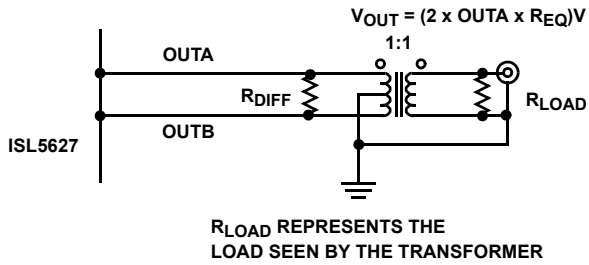 V_OUT = (2 x OUTA x R_EQ)V
1:1
OUTA
R_DIFF
R_LOAD
OUTB
ISL5627
R_LOAD REPRESENTS THE
LOAD SEEN BY THE TRANSFORMER